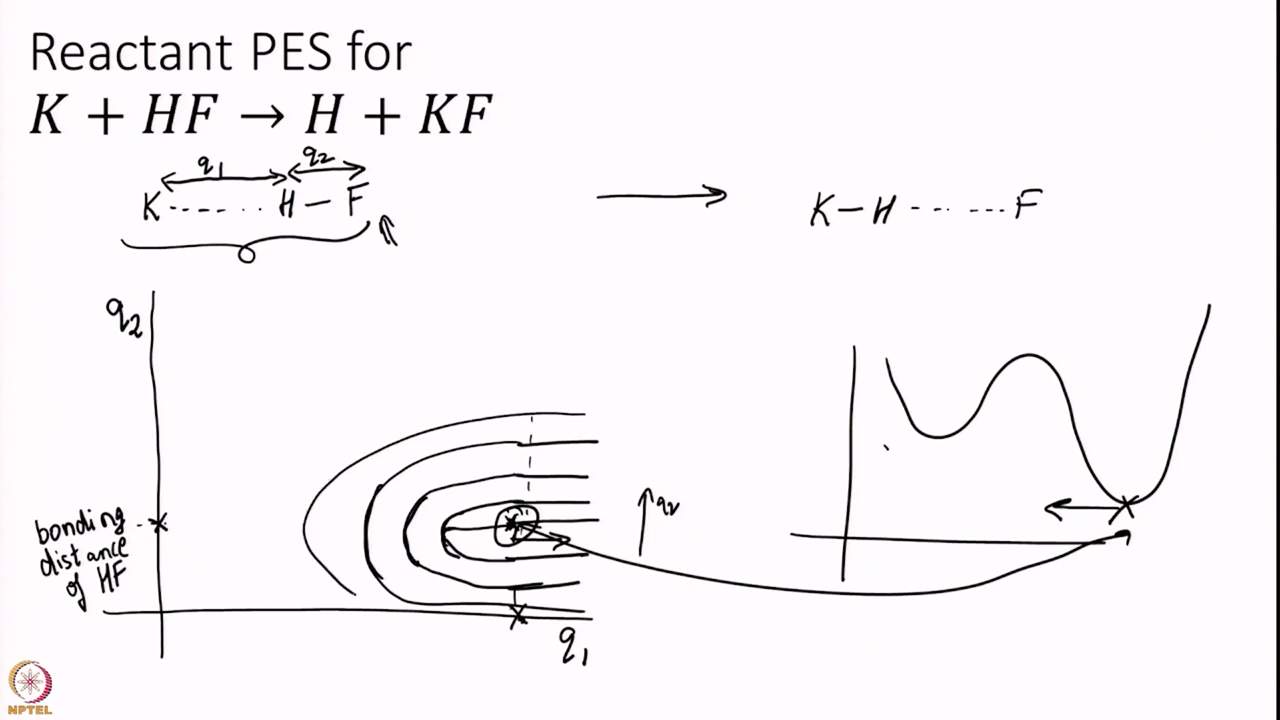 Reactant PES for
K + HF → H + KF
q1 q2
K ....... H – F → K – H ....... F
q2
bonding
distance
of HF
q2
q1
NPTEL